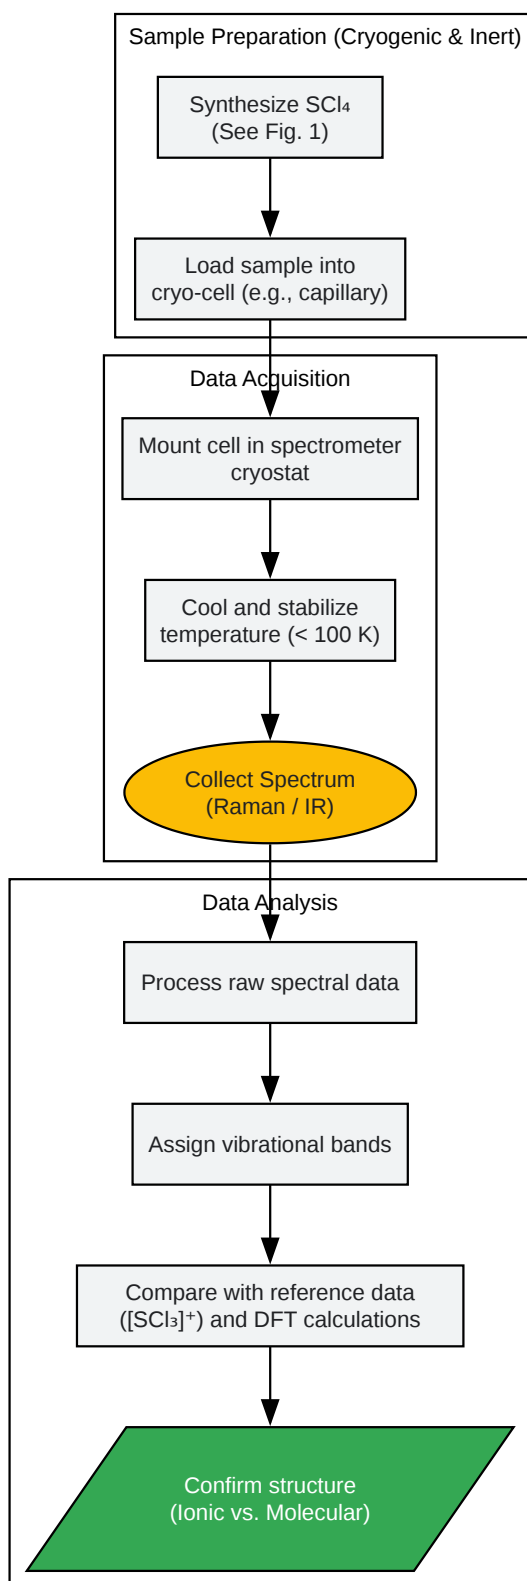 Sample Preparation (Cryogenic & Inert)
Synthesize SCl₄
(See Fig. 1)
Load sample into
cryo-cell (e.g., capillary)
Data Acquisition
Mount cell in spectrometer
cryostat
Cool and stabilize
temperature (< 100 K)
Collect Spectrum
(Raman / IR)
Data Analysis
Process raw spectral data
Assign vibrational bands
Compare with reference data
([SCl₃]⁺) and DFT calculations
Confirm structure
(Ionic vs. Molecular)